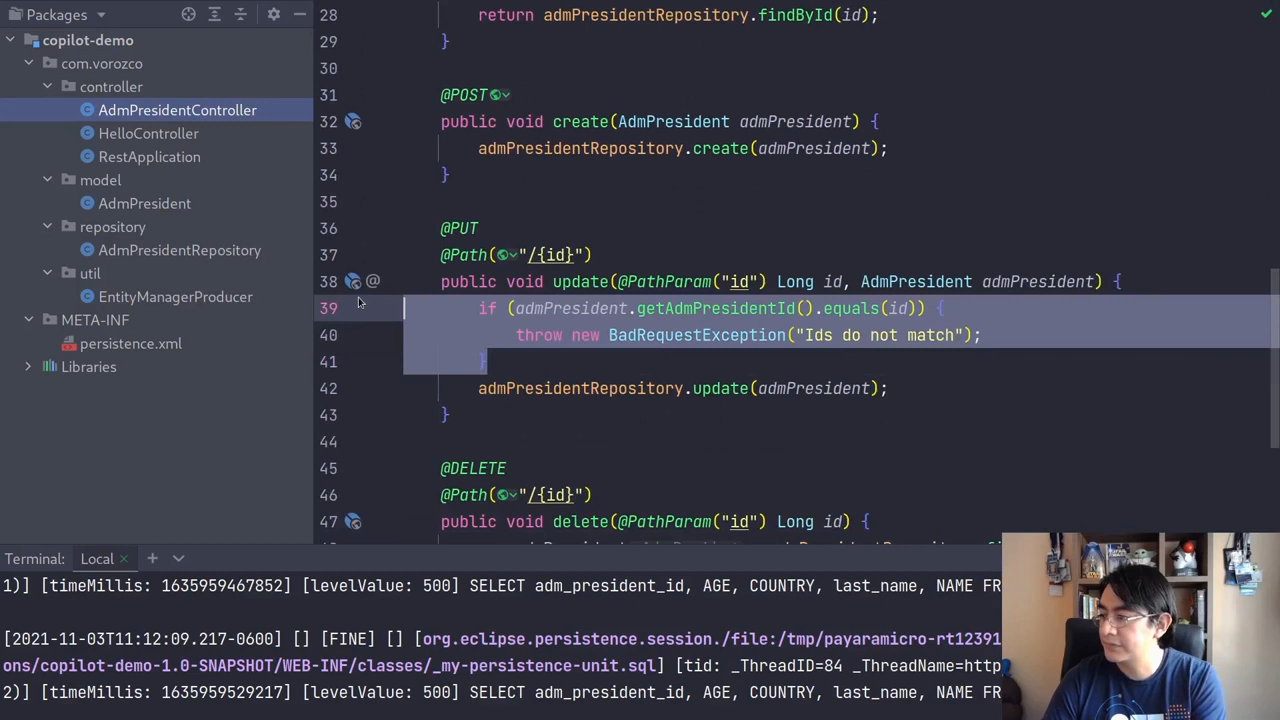 Packages
copilot-demo
com.vorozco
controller
AdmPresidentController
HelloController
RestApplication
model
AdmPresident
repository
AdmPresidentRepository
util
EntityManagerProducer
META-INF
persistence.xml
Libraries
28 return admPresidentRepository.findById(id);
29 }
30
31 @POST
32 public void create(AdmPresident admPresident) {
33 admPresidentRepository.create(admPresident);
34 }
35
36 @PUT
37 @Path("/{id}")
38 @ public void update(@PathParam("id") Long id, AdmPresident admPresident) {
39 if (admPresident.getAdmPresidentId().equals(id)) {
40 throw new BadRequestException("Ids do not match");
41 }
42 admPresidentRepository.update(admPresident);
43 }
44
45 @DELETE
46 @Path("/{id}")
47 public void delete(@PathParam("id") Long id) {
Terminal: Local
1)] [timeMillis: 1635959467852] [levelValue: 500] SELECT adm_president_id, AGE, COUNTRY, last_name, NAME FR
[2021-11-03T11:12:09.217-0600] [] [FINE] [] [org.eclipse.persistence.session./file:/tmp/payaramicro-rt12391
ons/copilot-demo-1.0-SNAPSHOT/WEB-INF/classes/_my-persistence-unit.sql] [tid: _ThreadID=84 _ThreadName=http
2)] [timeMillis: 1635959529217] [levelValue: 500] SELECT adm_president_id, AGE, COUNTRY, last_name, NAME FR